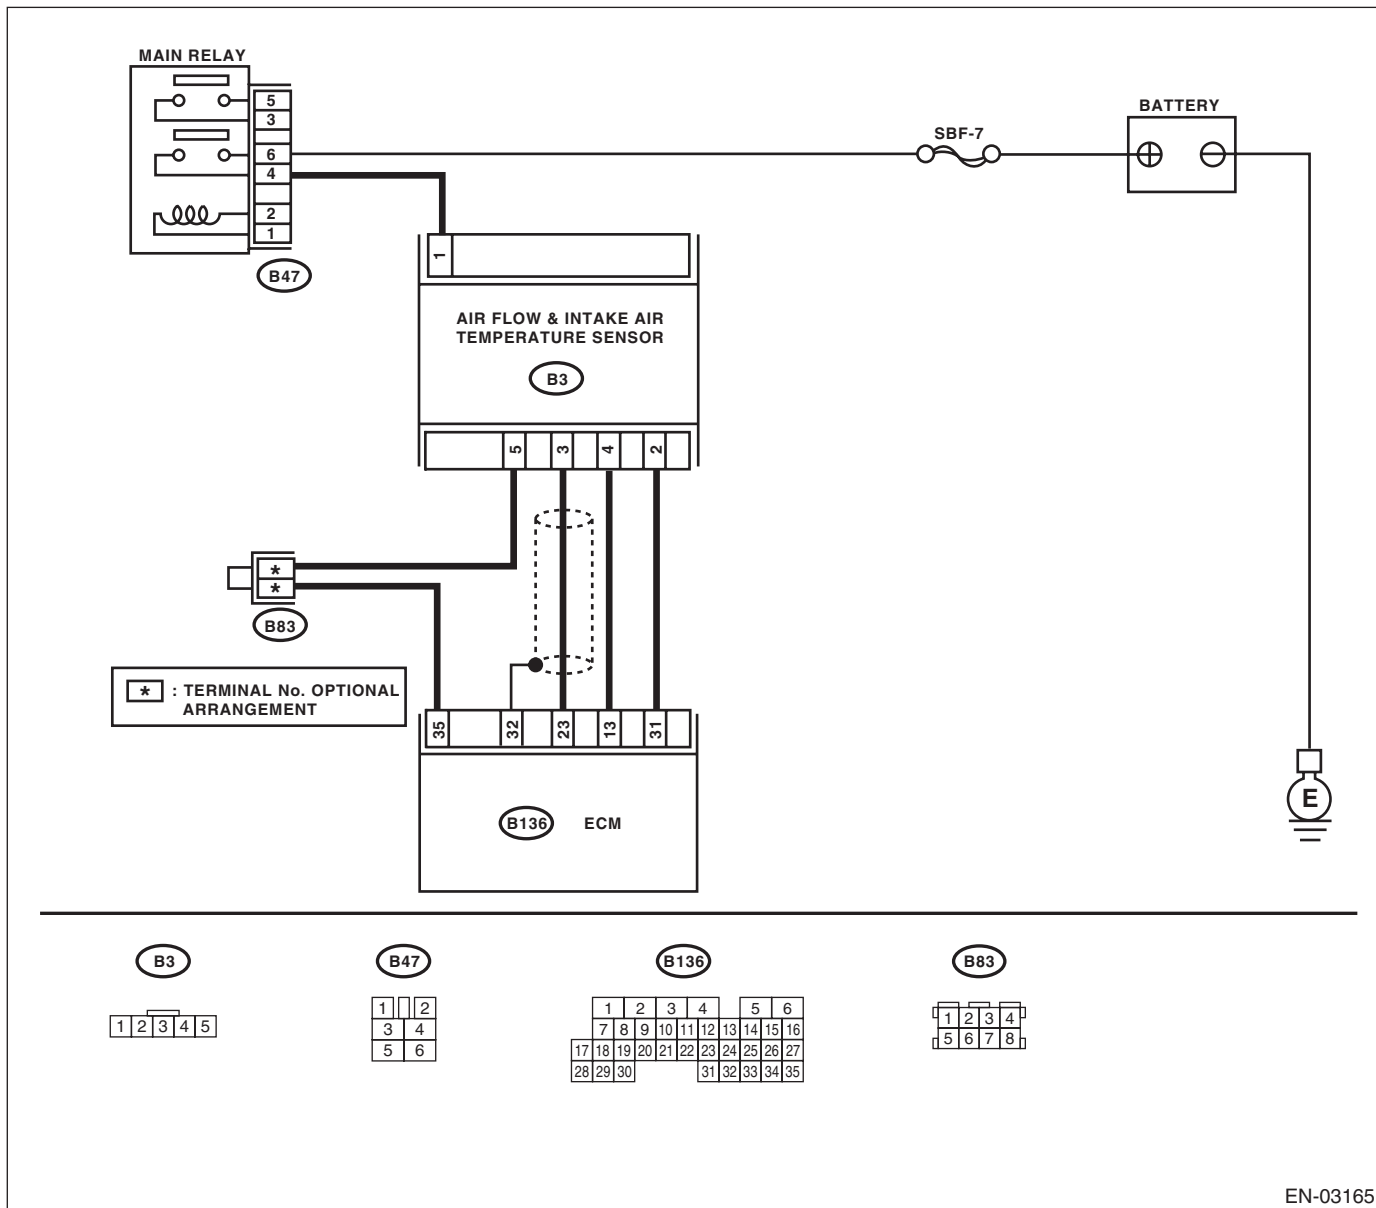 MAIN RELAY
5
3
6
4
2
1
B47
SBF-7
BATTERY
1
AIR FLOW & INTAKE AIR
TEMPERATURE SENSOR
B3
5 3 4 2
*
*
B83
* : TERMINAL No. OPTIONAL
ARRANGEMENT
35 32 23 13 31
B136 ECM
E
B3 B47 B136 B83
1 2 3 4 5
1 2
3 4
5 6
1 2 3 4 5 6
7 8 9 10 11 12 13 14 15 16
17 18 19 20 21 22 23 24 25 26 27
28 29 30 31 32 33 34 35
1 2 3 4
5 6 7 8
EN-03165